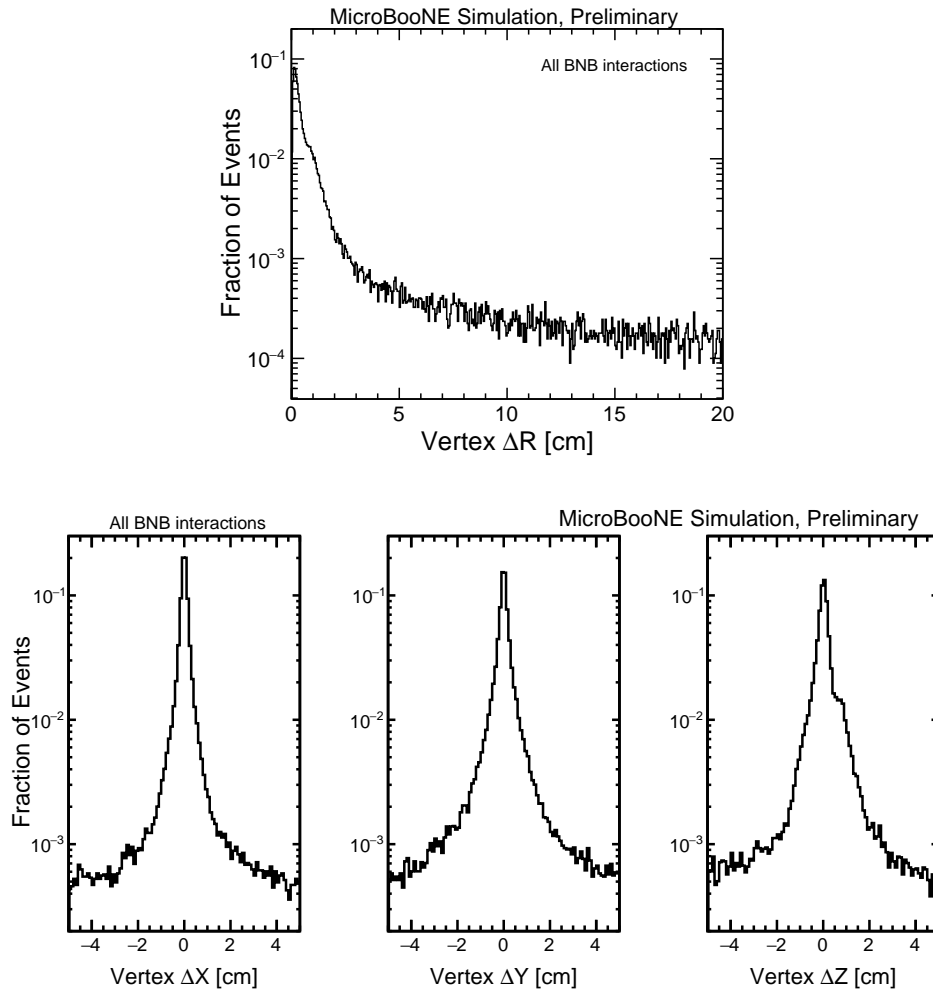 MicroBooNE Simulation, Preliminary
All BNB interactions
Fraction of Events
10⁻¹
10⁻²
10⁻³
10⁻⁴
0 5 10 15 20
Vertex ΔR [cm]
All BNB interactions
MicroBooNE Simulation, Preliminary
Fraction of Events
10⁻¹
10⁻²
10⁻³
−4 −2 0 2 4
Vertex ΔX [cm]
10⁻¹
10⁻²
10⁻³
−4 −2 0 2 4
Vertex ΔY [cm]
10⁻¹
10⁻²
10⁻³
−4 −2 0 2 4
Vertex ΔZ [cm]